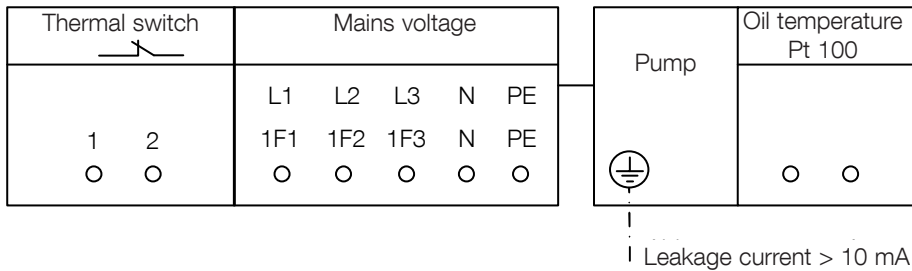 Thermal switch
Mains voltage
Pump
Oil temperature
Pt 100
L1 L2 L3 N PE
1 2
1F1 1F2 1F3 N PE
Leakage current > 10 mA